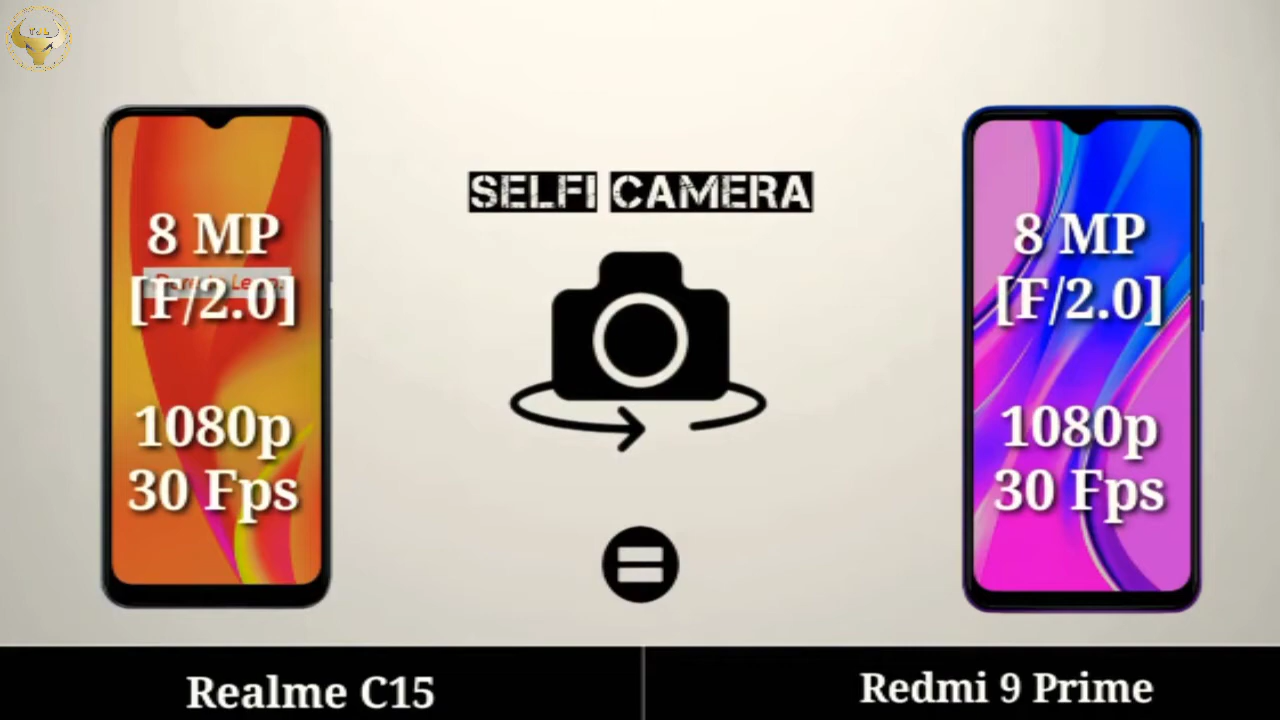 SELFI CAMERA
8 MP
[F/2.0]
1080p
30 Fps
8 MP
[F/2.0]
1080p
30 Fps
Realme C15
Redmi 9 Prime